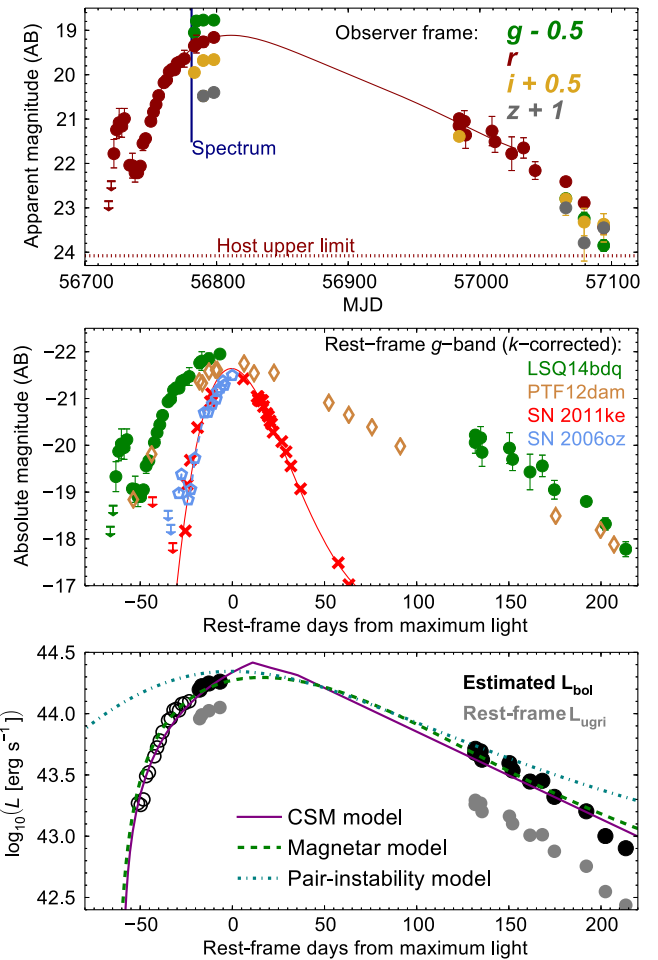 Apparent magnitude (AB)
19
20
21
22
23
24
Observer frame:
g - 0.5
r
i + 0.5
z + 1
Spectrum
Host upper limit
56700
56800
56900
57000
57100
MJD
Absolute magnitude (AB)
−22
−21
−20
−19
−18
−17
Rest−frame g−band (k−corrected):
LSQ14bdq
PTF12dam
SN 2011ke
SN 2006oz
−50
0
50
100
150
200
Rest-frame days from maximum light
log₁₀(L [erg s⁻¹])
44.5
44.0
43.5
43.0
42.5
Estimated Lbol
Rest-frame Lugri
CSM model
Magnetar model
Pair-instability model
−50
0
50
100
150
200
Rest-frame days from maximum light